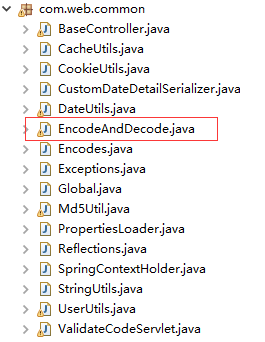 com.web.common
BaseController.java
CacheUtils.java
CookieUtils.java
CustomDateDetailSerializer.java
DateUtils.java
EncodeAndDecode.java
Encodes.java
Exceptions.java
Global.java
Md5Util.java
PropertiesLoader.java
Reflections.java
SpringContextHolder.java
StringUtils.java
UserUtils.java
ValidateCodeServlet.java